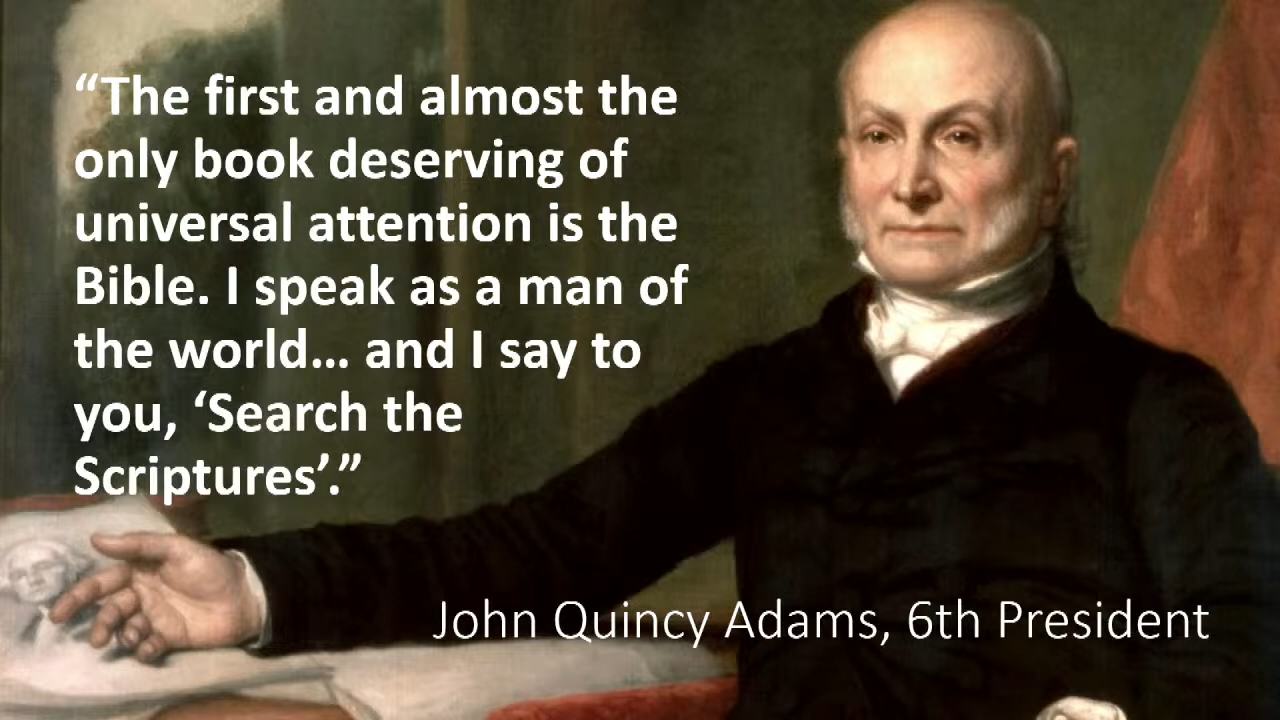 “The first and almost the
only book deserving of
universal attention is the
Bible. I speak as a man of
the world… and I say to
you, ‘Search the
Scriptures’.”
John Quincy Adams, 6th President